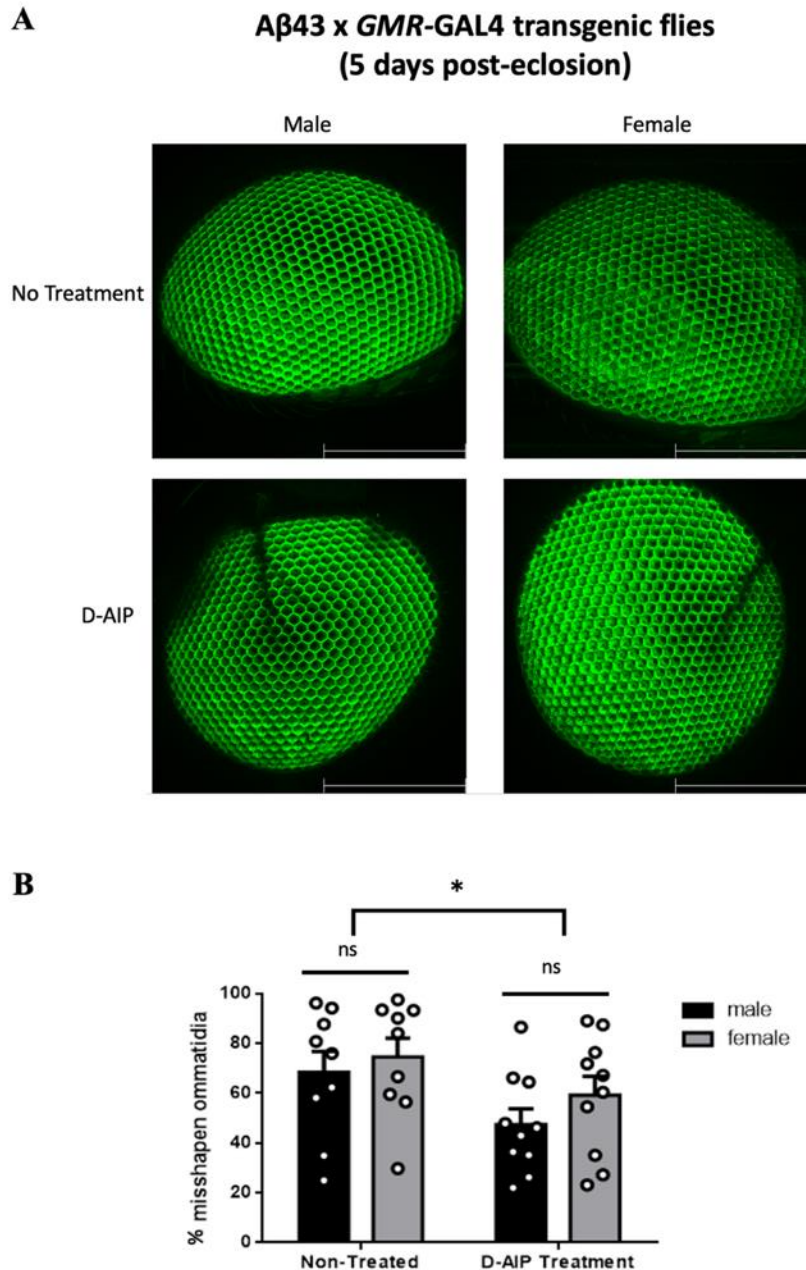 A
Aβ43 x GMR-GAL4 transgenic flies
(5 days post-eclosion)
Male Female
No Treatment
D-AIP
B
*
ns ns
100
80
60
40
20
0
% misshapen ommatidia
male
female
Non-Treated D-AIP Treatment